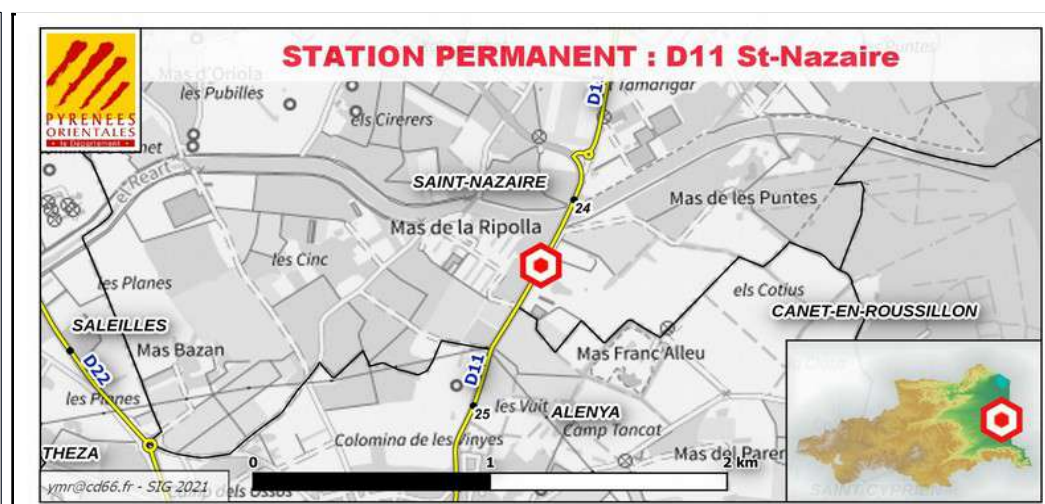 STATION PERMANENT : D11 St-Nazaire
PYRENEES
ORIENTALES
le Département
Mas d'Oriola
les Pubilles
els Cirerers
D11
Tamarigar
el Reart
SAINT-NAZAIRE
24
Mas de les Puntes
Mas de la Ripolla
les Cinc
les Planes
els Cotius
CANET-EN-ROUSSILLON
SALEILLES
Mas Bazan
D22
D11
Mas Franc Alleu
les Planes
25
les Vuit
ALENYA
Camp Tancat
Colomina de les Vinyes
THEZA
0
1
2 km
Mas del Parer
ymr@cd66.fr - SIG 2021
Camp dels Ossos